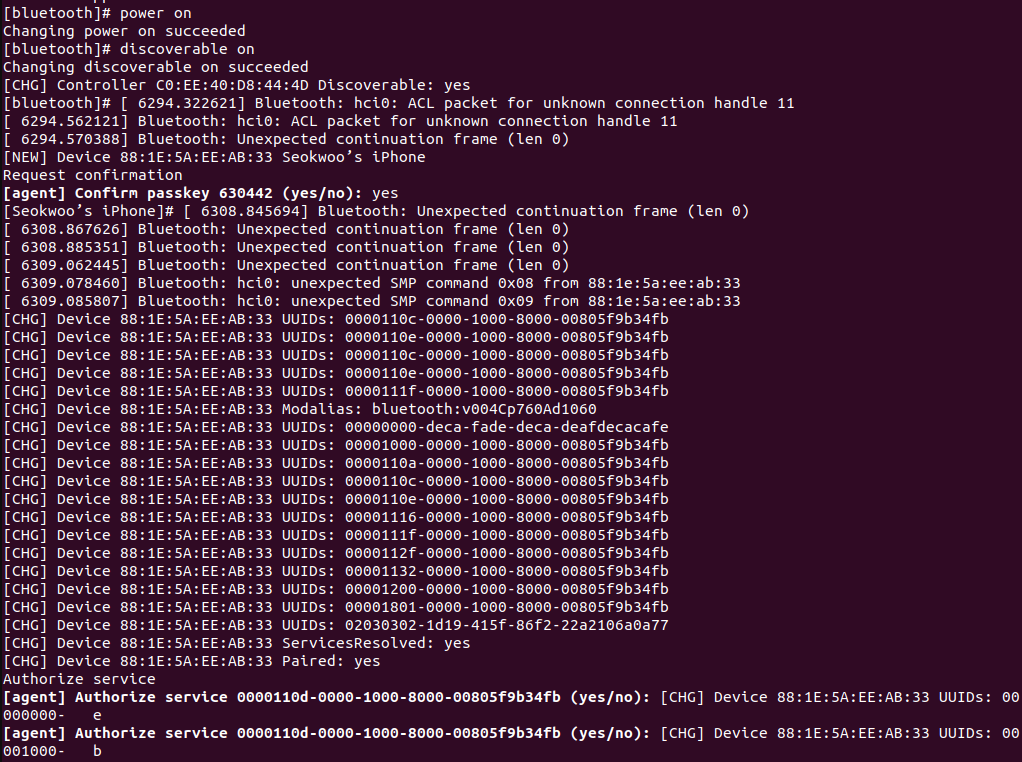 [bluetooth]# power on
Changing power on succeeded
[bluetooth]# discoverable on
Changing discoverable on succeeded
[CHG] Controller C0:EE:40:D8:44:4D Discoverable: yes
[bluetooth]# [ 6294.322621] Bluetooth: hci0: ACL packet for unknown connection handle 11
[ 6294.562121] Bluetooth: hci0: ACL packet for unknown connection handle 11
[ 6294.570388] Bluetooth: Unexpected continuation frame (len 0)
[NEW] Device 88:1E:5A:EE:AB:33 Seokwoo’s iPhone
Request confirmation
[agent] Confirm passkey 630442 (yes/no): yes
[Seokwoo’s iPhone]# [ 6308.845694] Bluetooth: Unexpected continuation frame (len 0)
[ 6308.867626] Bluetooth: Unexpected continuation frame (len 0)
[ 6308.885351] Bluetooth: Unexpected continuation frame (len 0)
[ 6309.062445] Bluetooth: Unexpected continuation frame (len 0)
[ 6309.078460] Bluetooth: hci0: unexpected SMP command 0x08 from 88:1e:5a:ee:ab:33
[ 6309.085807] Bluetooth: hci0: unexpected SMP command 0x09 from 88:1e:5a:ee:ab:33
[CHG] Device 88:1E:5A:EE:AB:33 UUIDs: 0000110c-0000-1000-8000-00805f9b34fb
[CHG] Device 88:1E:5A:EE:AB:33 UUIDs: 0000110e-0000-1000-8000-00805f9b34fb
[CHG] Device 88:1E:5A:EE:AB:33 UUIDs: 0000110c-0000-1000-8000-00805f9b34fb
[CHG] Device 88:1E:5A:EE:AB:33 UUIDs: 0000110e-0000-1000-8000-00805f9b34fb
[CHG] Device 88:1E:5A:EE:AB:33 UUIDs: 0000111f-0000-1000-8000-00805f9b34fb
[CHG] Device 88:1E:5A:EE:AB:33 Modalias: bluetooth:v004Cp760Ad1060
[CHG] Device 88:1E:5A:EE:AB:33 UUIDs: 00000000-deca-fade-deca-deafdecacafe
[CHG] Device 88:1E:5A:EE:AB:33 UUIDs: 00001000-0000-1000-8000-00805f9b34fb
[CHG] Device 88:1E:5A:EE:AB:33 UUIDs: 0000110a-0000-1000-8000-00805f9b34fb
[CHG] Device 88:1E:5A:EE:AB:33 UUIDs: 0000110c-0000-1000-8000-00805f9b34fb
[CHG] Device 88:1E:5A:EE:AB:33 UUIDs: 0000110e-0000-1000-8000-00805f9b34fb
[CHG] Device 88:1E:5A:EE:AB:33 UUIDs: 00001116-0000-1000-8000-00805f9b34fb
[CHG] Device 88:1E:5A:EE:AB:33 UUIDs: 0000111f-0000-1000-8000-00805f9b34fb
[CHG] Device 88:1E:5A:EE:AB:33 UUIDs: 0000112f-0000-1000-8000-00805f9b34fb
[CHG] Device 88:1E:5A:EE:AB:33 UUIDs: 00001132-0000-1000-8000-00805f9b34fb
[CHG] Device 88:1E:5A:EE:AB:33 UUIDs: 00001200-0000-1000-8000-00805f9b34fb
[CHG] Device 88:1E:5A:EE:AB:33 UUIDs: 00001801-0000-1000-8000-00805f9b34fb
[CHG] Device 88:1E:5A:EE:AB:33 UUIDs: 02030302-1d19-415f-86f2-22a2106a0a77
[CHG] Device 88:1E:5A:EE:AB:33 ServicesResolved: yes
[CHG] Device 88:1E:5A:EE:AB:33 Paired: yes
Authorize service
[agent] Authorize service 0000110d-0000-1000-8000-00805f9b34fb (yes/no): [CHG] Device 88:1E:5A:EE:AB:33 UUIDs: 00
000000-   e
[agent] Authorize service 0000110d-0000-1000-8000-00805f9b34fb (yes/no): [CHG] Device 88:1E:5A:EE:AB:33 UUIDs: 00
001000-   b